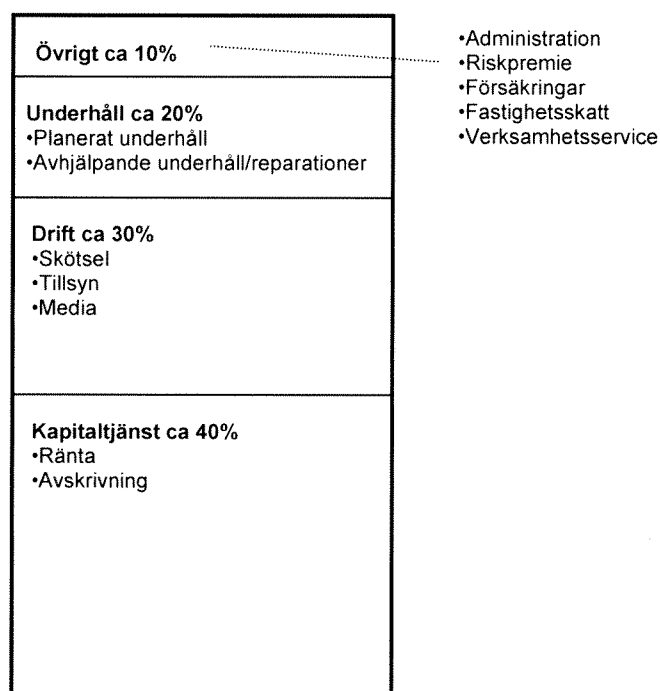 Övrigt ca 10%
•Administration
•Riskpremie
•Försäkringar
•Fastighetsskatt
•Verksamhetsservice
Underhåll ca 20%
•Planerat underhåll
•Avhjälpande underhåll/reparationer
Drift ca 30%
•Skötsel
•Tillsyn
•Media
Kapitaltjänst ca 40%
•Ränta
•Avskrivning